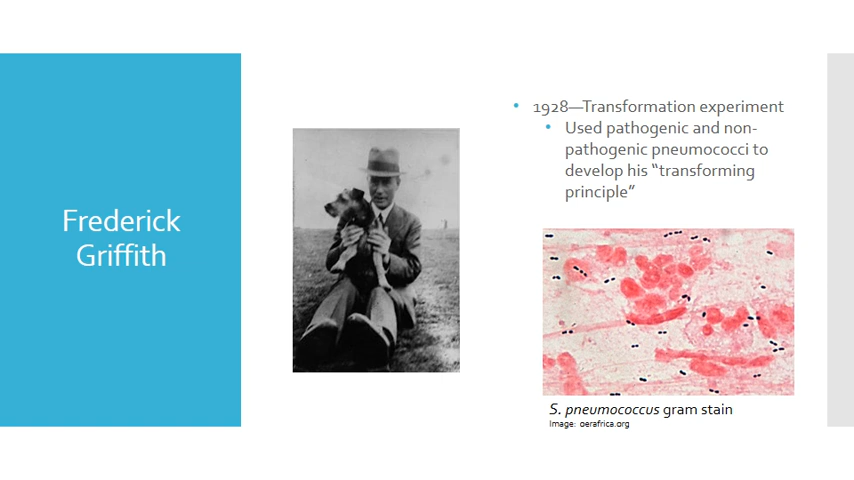 Frederick
Griffith
• 1928—Transformation experiment
• Used pathogenic and non-
pathogenic pneumococci to
develop his “transforming
principle”
S. pneumococcus gram stain
Image: oerafrica.org